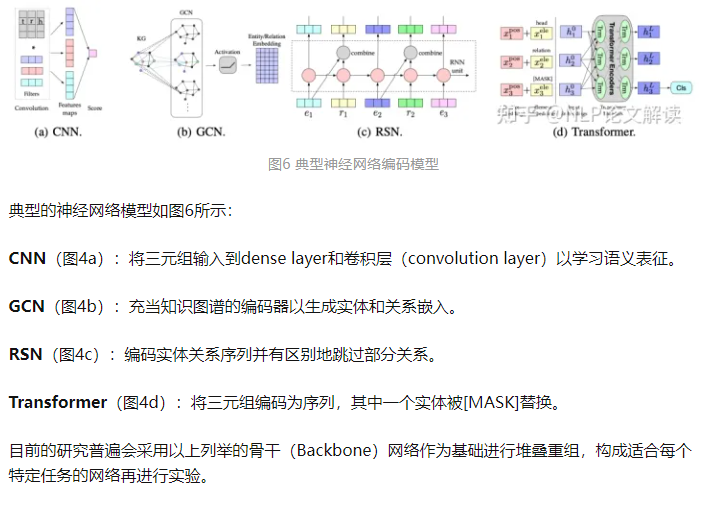 KG
GCN
head
relation
[MASK]
t r h
*
Filters
Convolution
Features
maps
Score
Activation
Entity/Relation
Embedding
combine
combine
RNN
unit
e1 r1 e2 r2 e3
Transformer Encoders
Trm
Cls
(a) CNN.
(b) GCN.
(c) RSN.
(d) Transformer.
知乎 @NLP论文解读
图6 典型神经网络编码模型
典型的神经网络模型如图6所示：
CNN（图4a）：将三元组输入到dense layer和卷积层（convolution layer）以学习语义表征。
GCN（图4b）：充当知识图谱的编码器以生成实体和关系嵌入。
RSN（图4c）：编码实体关系序列并有区别地跳过部分关系。
Transformer（图4d）：将三元组编码为序列，其中一个实体被[MASK]替换。
目前的研究普遍会采用以上列举的骨干（Backbone）网络作为基础进行堆叠重组，构成适合每个
特定任务的网络再进行实验。